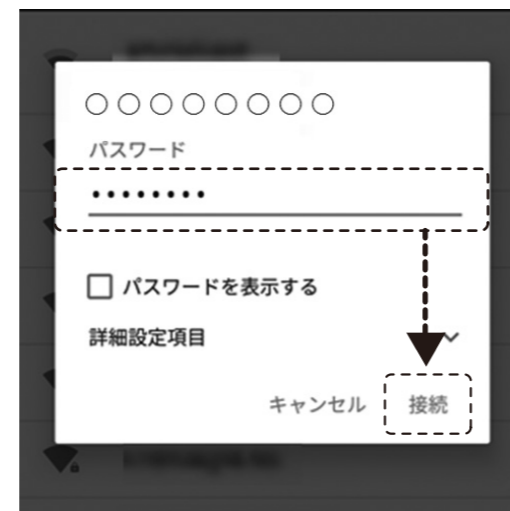 ○○○○○○○○
パスワード
••••••••
パスワードを表示する
詳細設定項目
キャンセル 接続